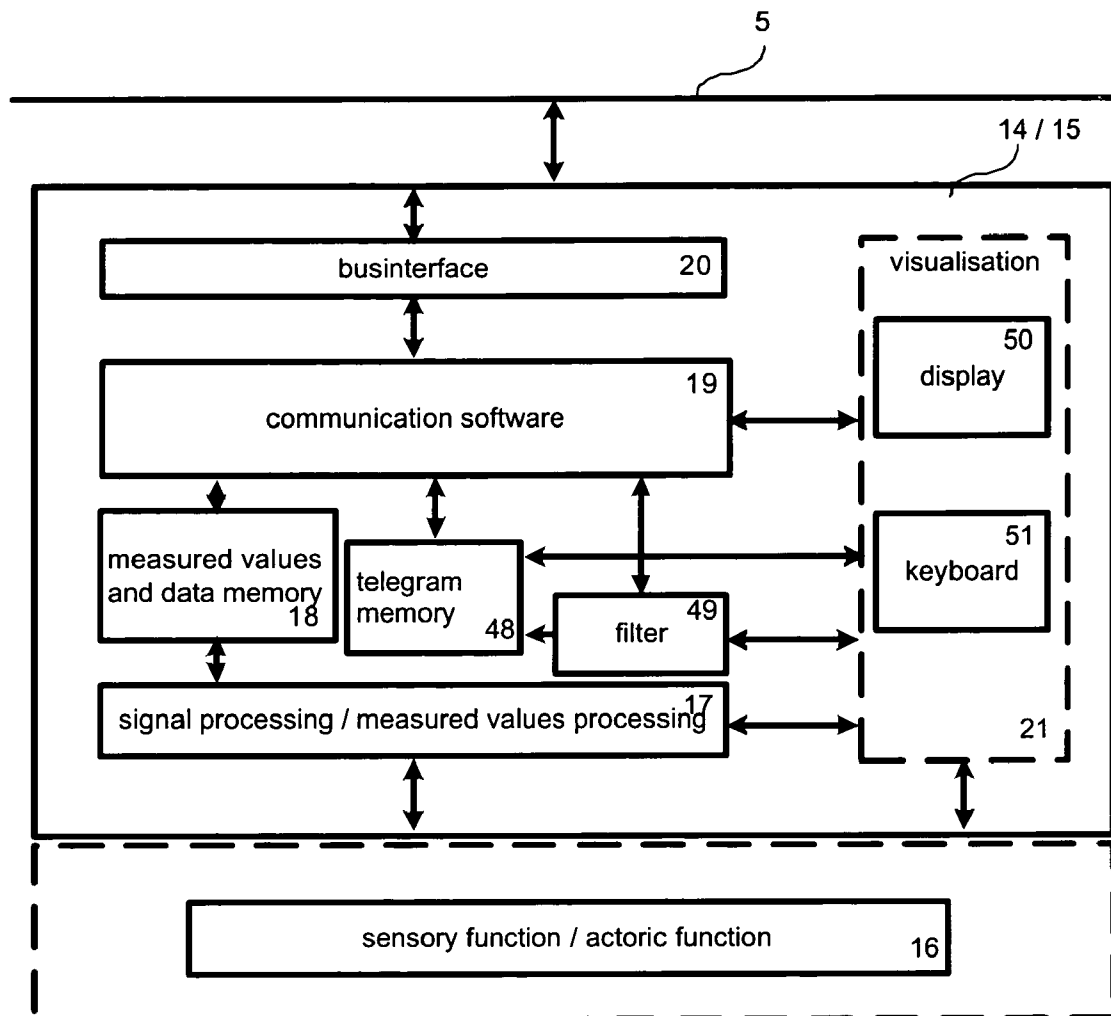 5
14 / 15
businterface
20
visualisation
50
display
19
communication software
measured values
and data memory
18
telegram
memory
48
49
filter
51
keyboard
17
signal processing / measured values processing
21
sensory function / actoric function
16